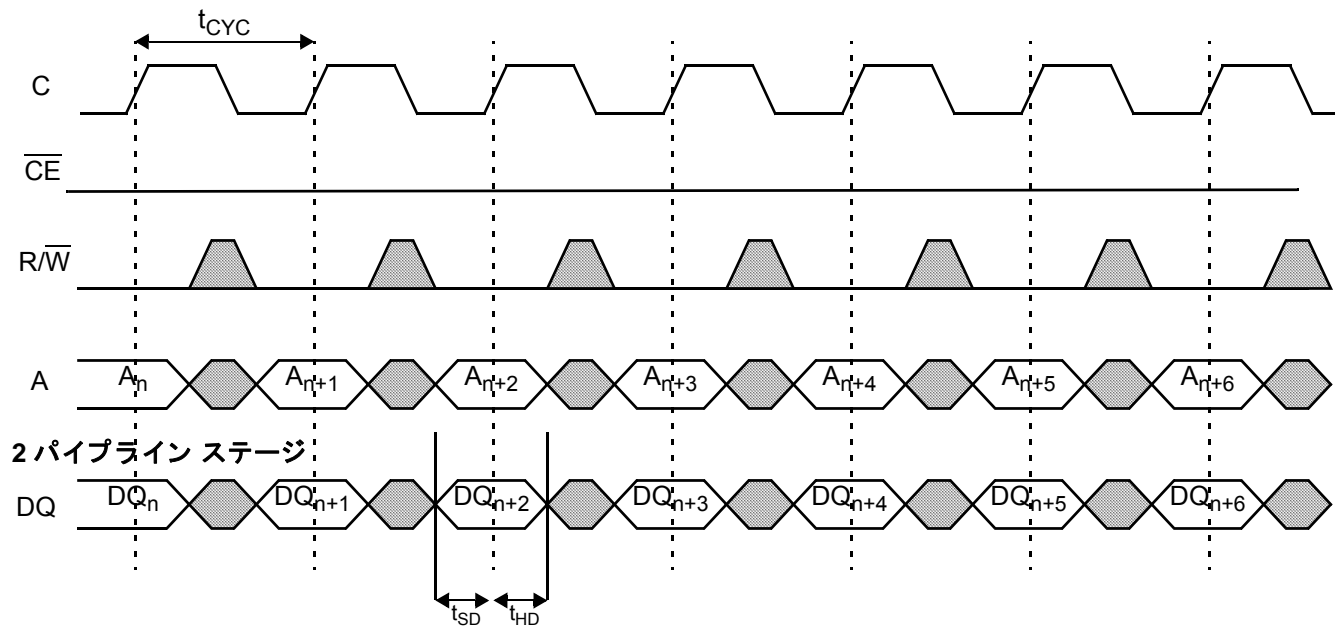 tCYC
C
CE
R/W
A An An+1 An+2 An+3 An+4 An+5 An+6
2 パイプライン ステージ
DQ DQn DQn+1 DQn+2 DQn+3 DQn+4 DQn+5 DQn+6
tSD tHD